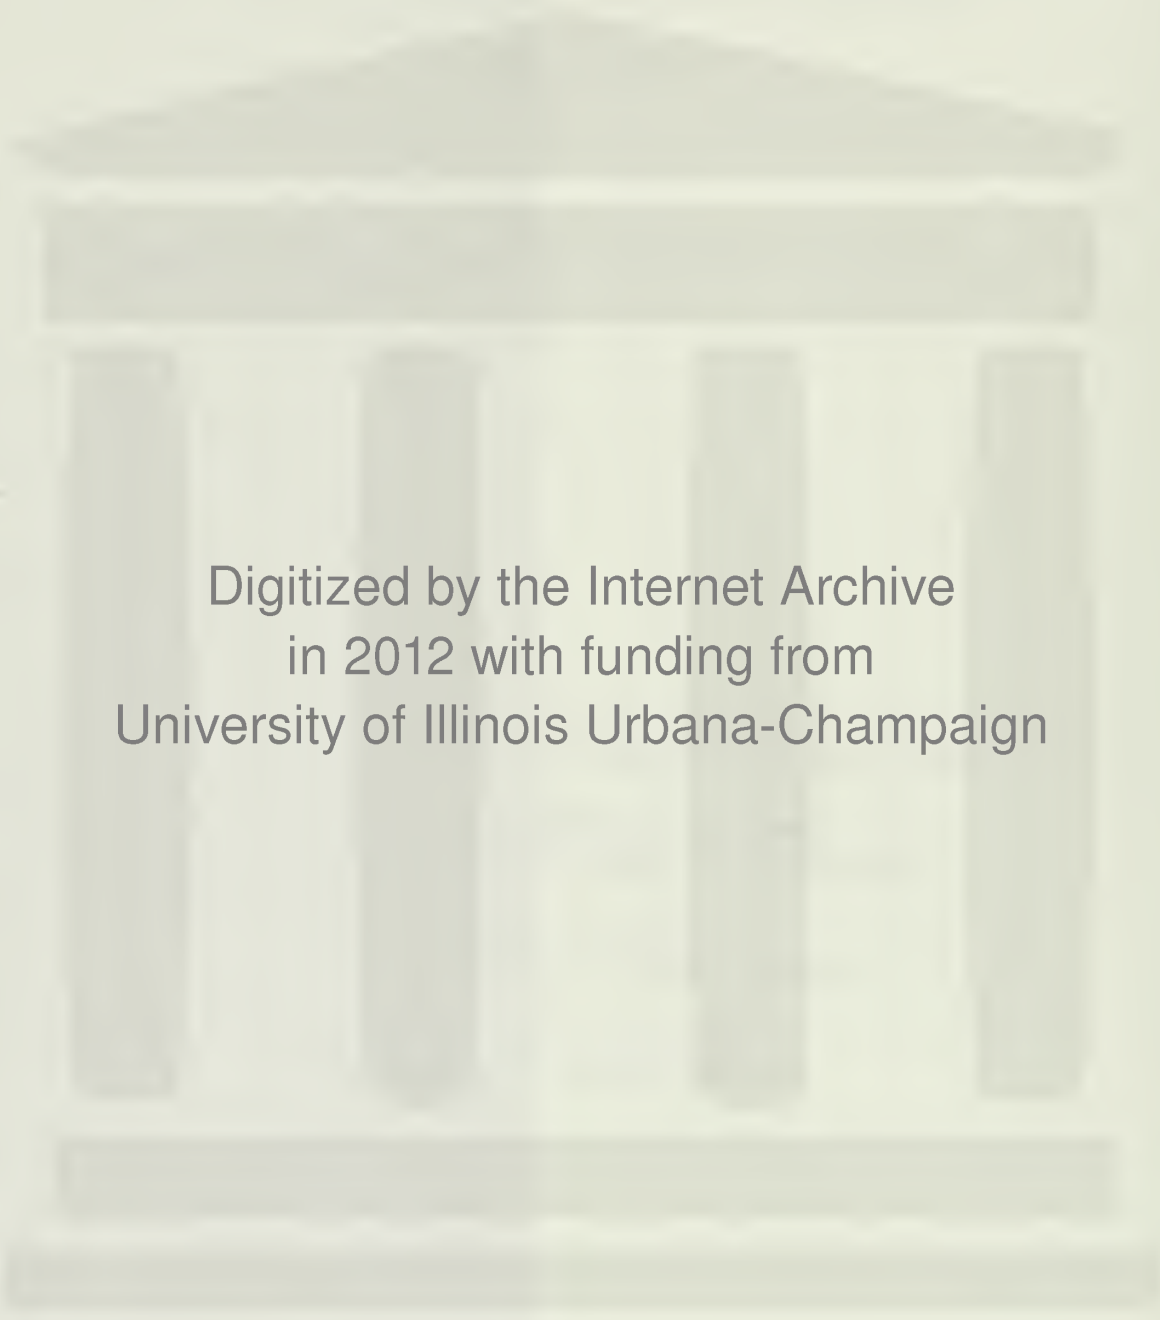 Digitized by the Internet Archive
in 2012 with funding from
University of Illinois Urbana-Champaign